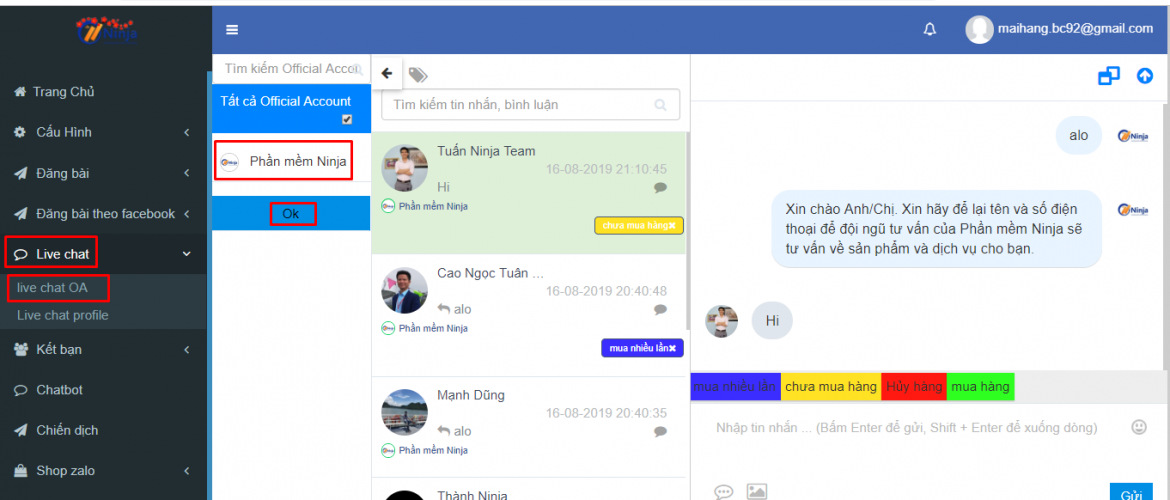 Ninja
maihang.bc92@gmail.com
Trang Chủ
Cấu Hình
Đăng bài
Đăng bài theo facebook
Live chat
live chat OA
Live chat profile
Kết bạn
Chatbot
Chiến dịch
Shop zalo
Tìm kiếm Official Acco
Tất cả Official Account
Phần mềm Ninja
Ok
Tìm kiếm tin nhắn, bình luận
Tuấn Ninja Team
16-08-2019 21:10:45
Hi
Phần mềm Ninja
chưa mua hàng
Cao Ngọc Tuân ...
16-08-2019 20:40:48
alo
Phần mềm Ninja
mua nhiều lần
Mạnh Dũng
16-08-2019 20:40:35
alo
Phần mềm Ninja
Thành Ninja
alo
Ninja
Xin chào Anh/Chị. Xin hãy để lại tên và số điện
thoại để đội ngũ tư vấn của Phần mềm Ninja sẽ
tư vấn về sản phẩm và dịch vụ cho bạn.
Ninja
Hi
mua nhiều lần chưa mua hàng Hủy hàng mua hàng
Nhập tin nhắn ... (Bấm Enter để gửi, Shift + Enter để xuống dòng)
Gửi